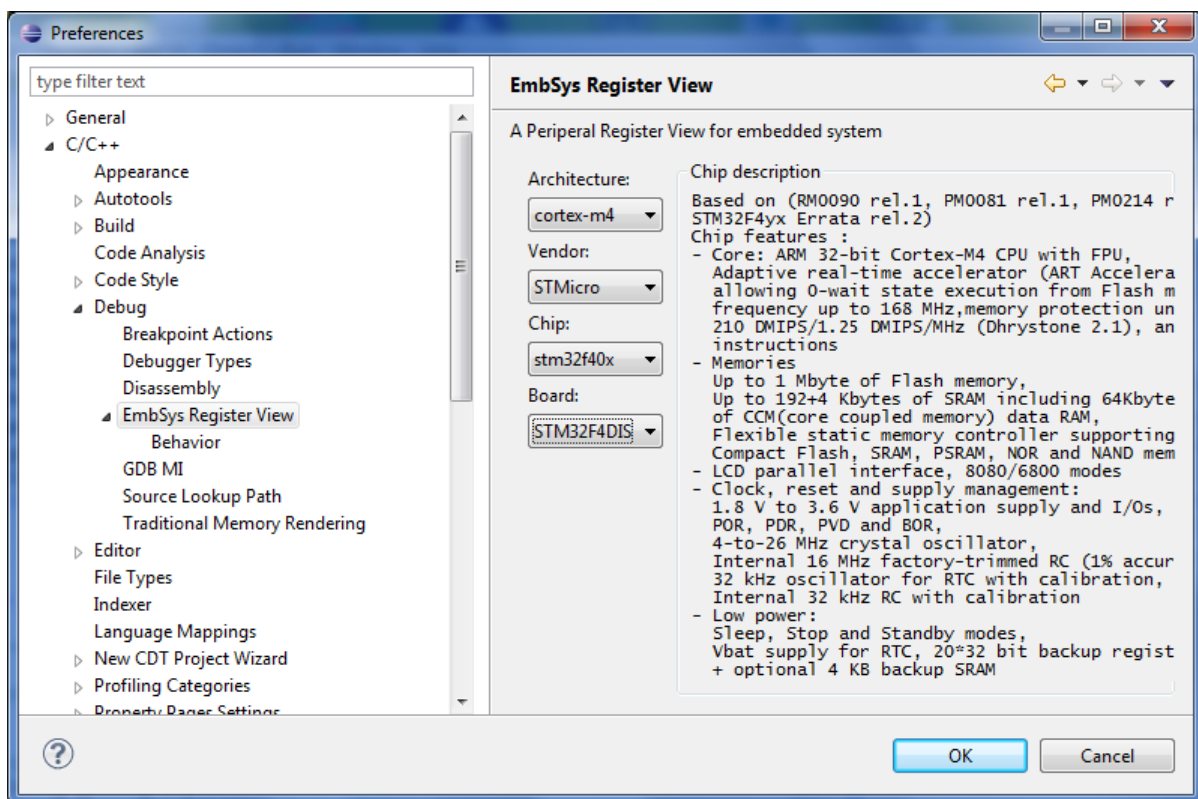 Preferences
type filter text
General
C/C++
Appearance
Autotools
Build
Code Analysis
Code Style
Debug
Breakpoint Actions
Debugger Types
Disassembly
EmbSys Register View
Behavior
GDB MI
Source Lookup Path
Traditional Memory Rendering
Editor
File Types
Indexer
Language Mappings
New CDT Project Wizard
Profiling Categories
Property Pages Settings
EmbSys Register View
A Periperal Register View for embedded system
Architecture:
cortex-m4
Vendor:
STMicro
Chip:
stm32f40x
Board:
STM32F4DIS
Chip description
Based on (RM0090 rel.1, PM0081 rel.1, PM0214 r
STM32F4yx Errata rel.2)
Chip features :
- Core: ARM 32-bit Cortex-M4 CPU with FPU,
Adaptive real-time accelerator (ART Accelera
allowing 0-wait state execution from Flash m
frequency up to 168 MHz,memory protection un
210 DMIPS/1.25 DMIPS/MHz (Dhrystone 2.1), an
instructions
- Memories
Up to 1 Mbyte of Flash memory,
Up to 192+4 Kbytes of SRAM including 64Kbyte
of CCM(core coupled memory) data RAM,
Flexible static memory controller supporting
Compact Flash, SRAM, PSRAM, NOR and NAND mem
- LCD parallel interface, 8080/6800 modes
- Clock, reset and supply management:
1.8 V to 3.6 V application supply and I/Os,
POR, PDR, PVD and BOR,
4-to-26 MHz crystal oscillator,
Internal 16 MHz factory-trimmed RC (1% accur
32 kHz oscillator for RTC with calibration,
Internal 32 kHz RC with calibration
- Low power:
Sleep, Stop and Standby modes,
Vbat supply for RTC, 20*32 bit backup regist
+ optional 4 KB backup SRAM
OK
Cancel